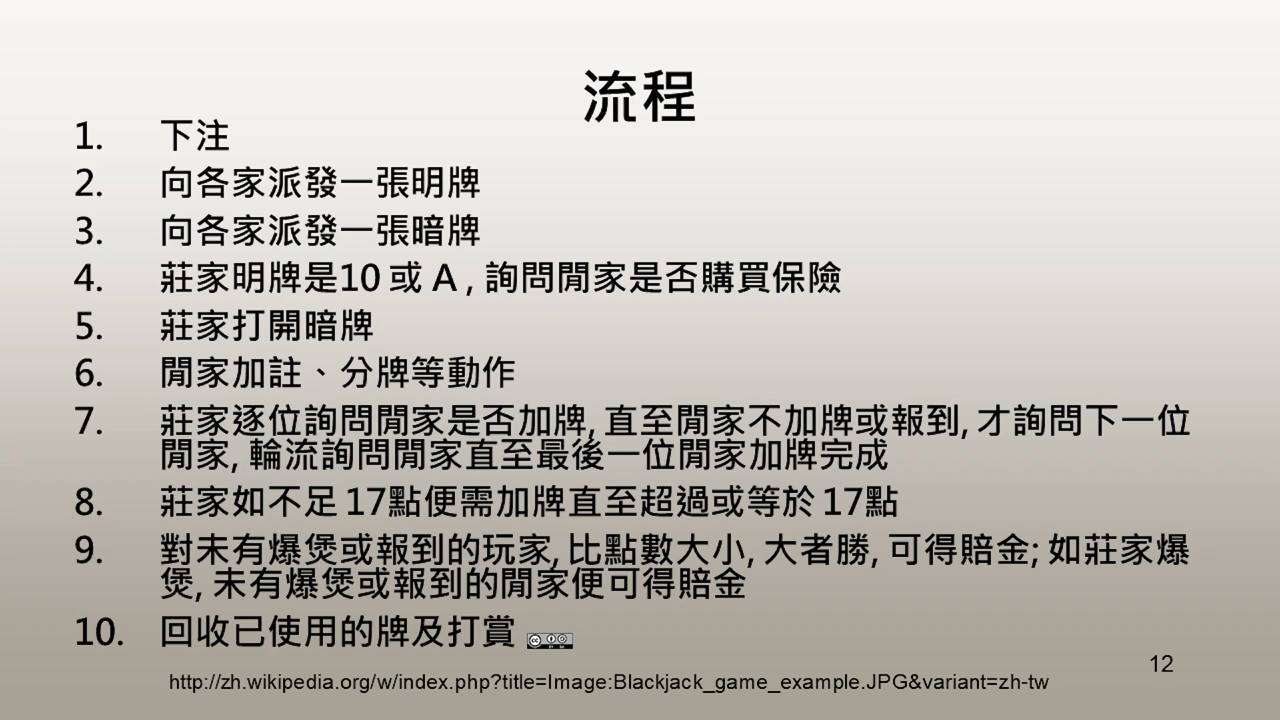 流程
1. 下注
2. 向各家派發一張明牌
3. 向各家派發一張暗牌
4. 莊家明牌是10 或 A , 詢問閒家是否購買保險
5. 莊家打開暗牌
6. 閒家加註、分牌等動作
7. 莊家逐位詢問閒家是否加牌, 直至閒家不加牌或報到, 才詢問下一位
閒家, 輪流詢問閒家直至最後一位閒家加牌完成
8. 莊家如不足 17點便需加牌直至超過或等於 17點
9. 對未有爆煲或報到的玩家, 比點數大小, 大者勝, 可得賠金; 如莊家爆
煲, 未有爆煲或報到的閒家便可得賠金
10. 回收已使用的牌及打賞
12
http://zh.wikipedia.org/w/index.php?title=Image:Blackjack_game_example.JPG&variant=zh-tw